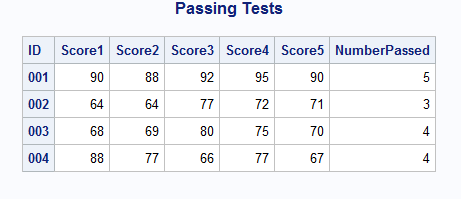 Passing Tests
ID Score1 Score2 Score3 Score4 Score5 NumberPassed
001 90 88 92 95 90 5
002 64 64 77 72 71 3
003 68 69 80 75 70 4
004 88 77 66 77 67 4